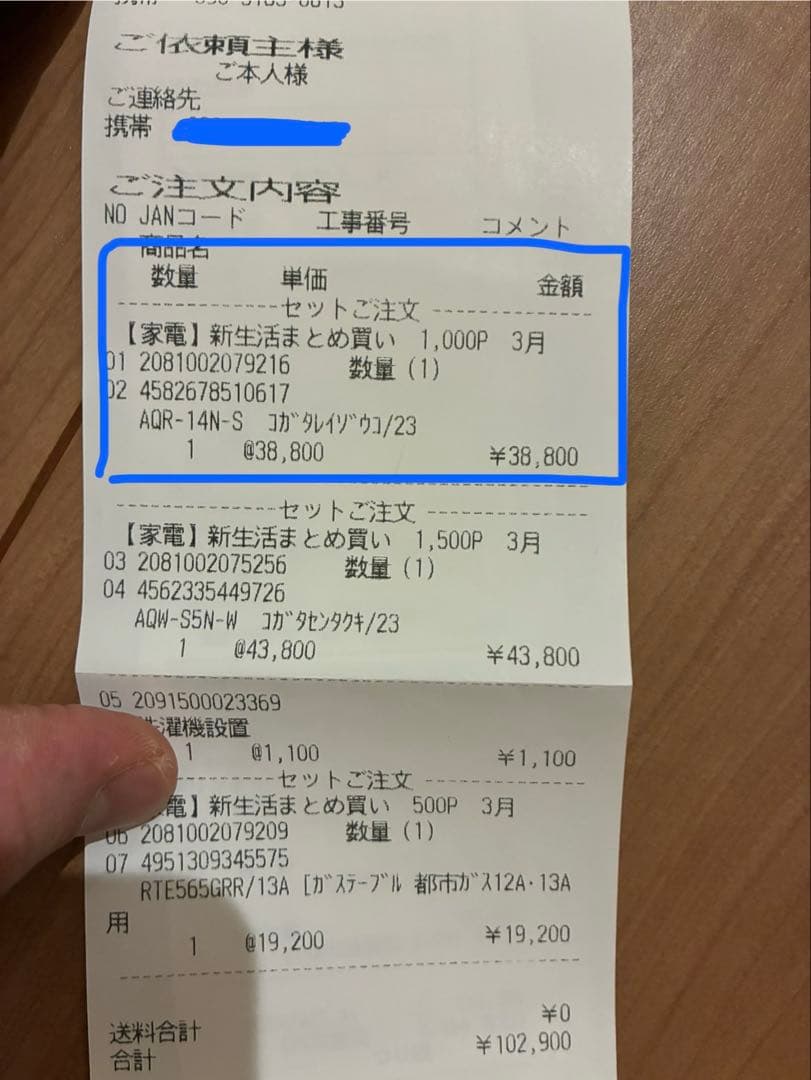 ご依頼主様
ご本人様
ご連絡先
携帯
ご注文内容
NO JANコード 工事番号 コメント
商品名
数量 単価 金額
セットご注文
【家電】新生活まとめ買い 1,000P 3月
01 2081002079216 数量(1)
02 4582678510617
AQR-14N-S コガタレイゾウコ/23
1 @38,800 ¥38,800
セットご注文
【家電】新生活まとめ買い 1,500P 3月
03 2081002075256 数量(1)
04 4562335449726
AQW-S5N-W コガタセンタクキ/23
1 @43,800 ¥43,800
05 2091500023369
洗濯機設置
1 @1,100 ¥1,100
セットご注文
電】新生活まとめ買い 500P 3月
06 2081002079209 数量(1)
07 4951309345575
RTE565GRR/13A [ガステーブル 都市ガス12A・13A
用
1 @19,200 ¥19,200
¥0
送料合計
¥102,900
合計